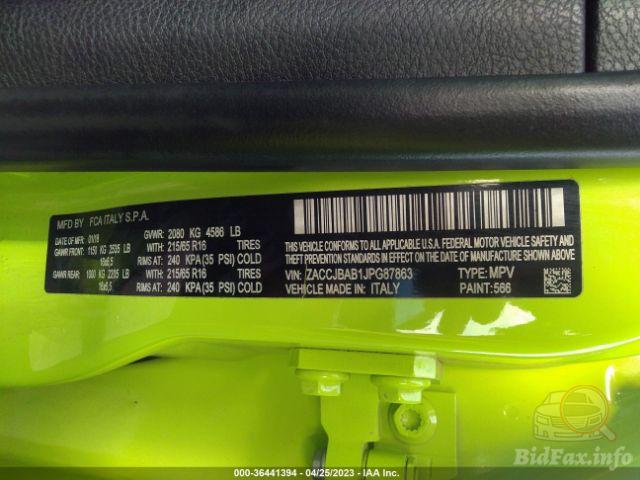 MFD BY FCA ITALY S.P.A.
01/18 GVWR: 2080 KG 4586 LB
GAWR FRONT: 1150 KG 2535 LB WITH 215/65 R16 TIRES
16x6.5 RIMS AT: 240 KPA(35 PSI) COLD
GAWR REAR: 1000 KG 2205 LB WITH 215/65 R16 TIRES
16x6.5 RIMS AT: 240 KPA(35 PSI) COLD
THIS VEHICLE CONFORMS TO ALL APPLICABLE U.S.A. FEDERAL MOTOR VEHICLE SAFETY
STANDARDS AND THEFT PREVENTION STANDARDS IN EFFECT ON THE DATE OF MANUFACTURE SHOWN ABOVE.
VIN: ZACCJBAB1JPG87863 TYPE: MPV
VEHICLE MADE IN: ITALY PAINT: 566
BidFax.info
000-36441394 - 04/25/2023 - IAA Inc.